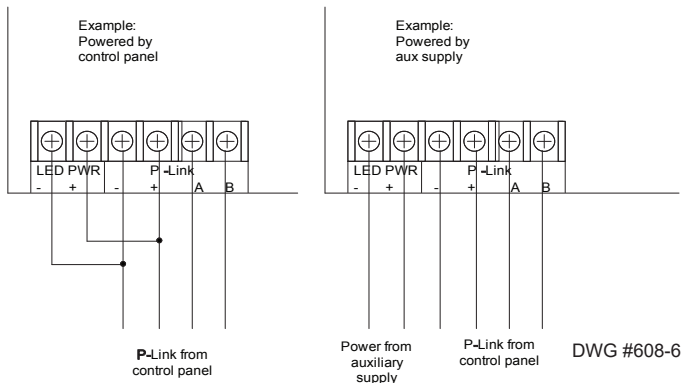 Example:
Powered by
control panel
Example:
Powered by
aux supply
LED PWR P -Link
- + - + A B
LED PWR P -Link
- + - + A B
P-Link from
control panel
Power from
auxiliary
supply
P-Link from
control panel
DWG #608-6